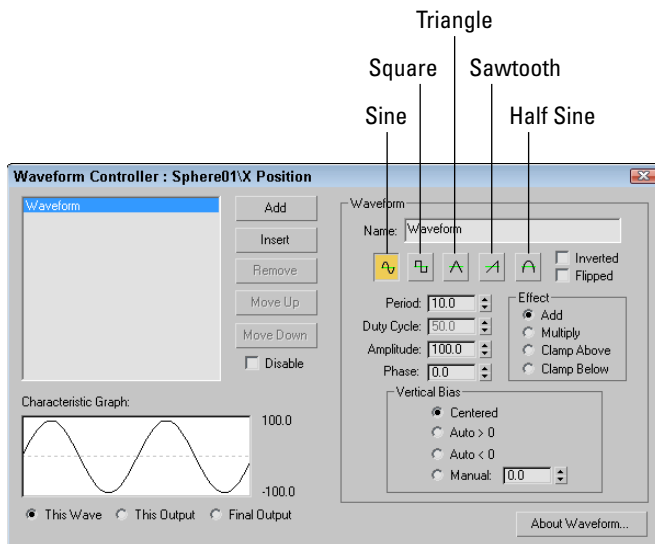 Triangle
Square
Sawtooth
Sine
Half Sine
Waveform Controller : Sphere01\X Position
Waveform
Add
Insert
Remove
Move Up
Move Down
Disable
Characteristic Graph:
100.0
-100.0
This Wave
This Output
Final Output
Waveform
Name: Waveform
Inverted
Flipped
Period: 10.0
Duty Cycle: 50.0
Amplitude: 100.0
Phase: 0.0
Effect
Add
Multiply
Clamp Above
Clamp Below
Vertical Bias
Centered
Auto > 0
Auto < 0
Manual: 0.0
About Waveform...